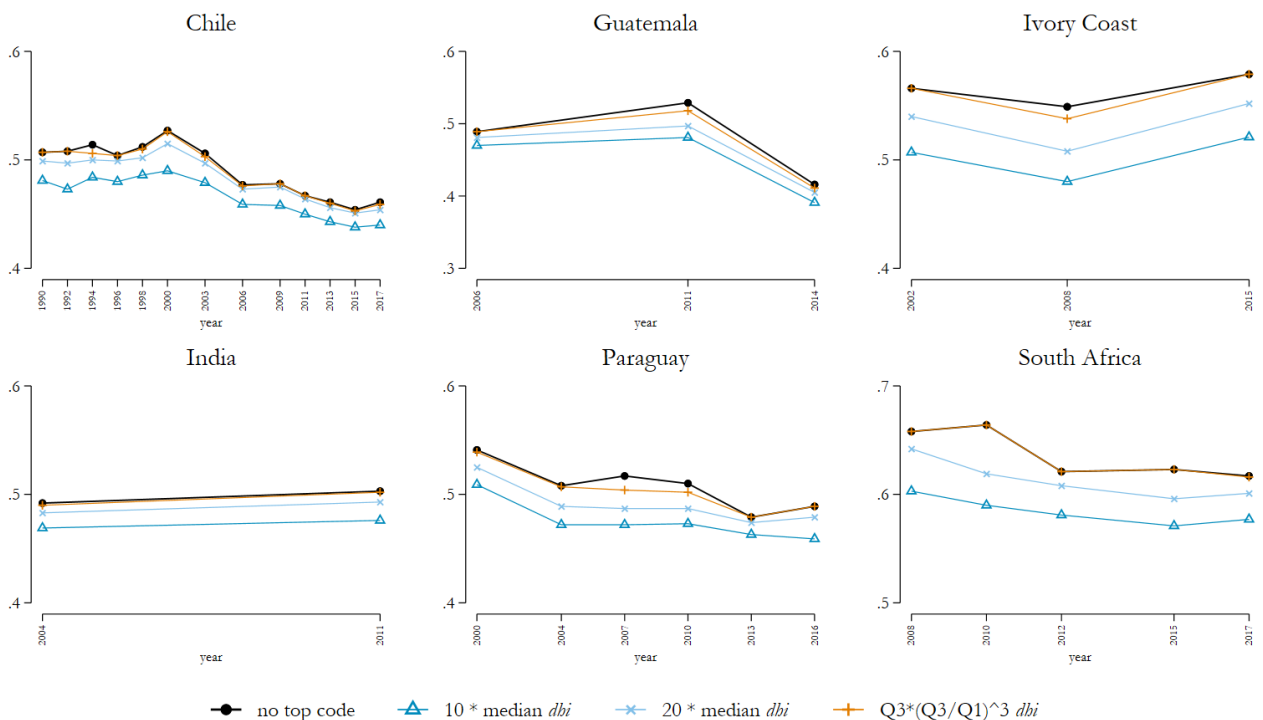 Chile
Guatemala
Ivory Coast
.6
.5
.4
1990 1992 1994 1996 1998 2000 2003 2006 2009 2011 2013 2015 2017
year
.6
.5
.4
.3
2006 2011 2014
year
.6
.5
.4
2002 2008 2015
year
India
Paraguay
South Africa
.6
.5
.4
2004 2011
year
.6
.5
.4
2000 2004 2007 2010 2013 2016
year
.7
.6
.5
2008 2010 2012 2015 2017
year
no top code 10 * median dhi 20 * median dhi Q3*(Q3/Q1)^3 dhi